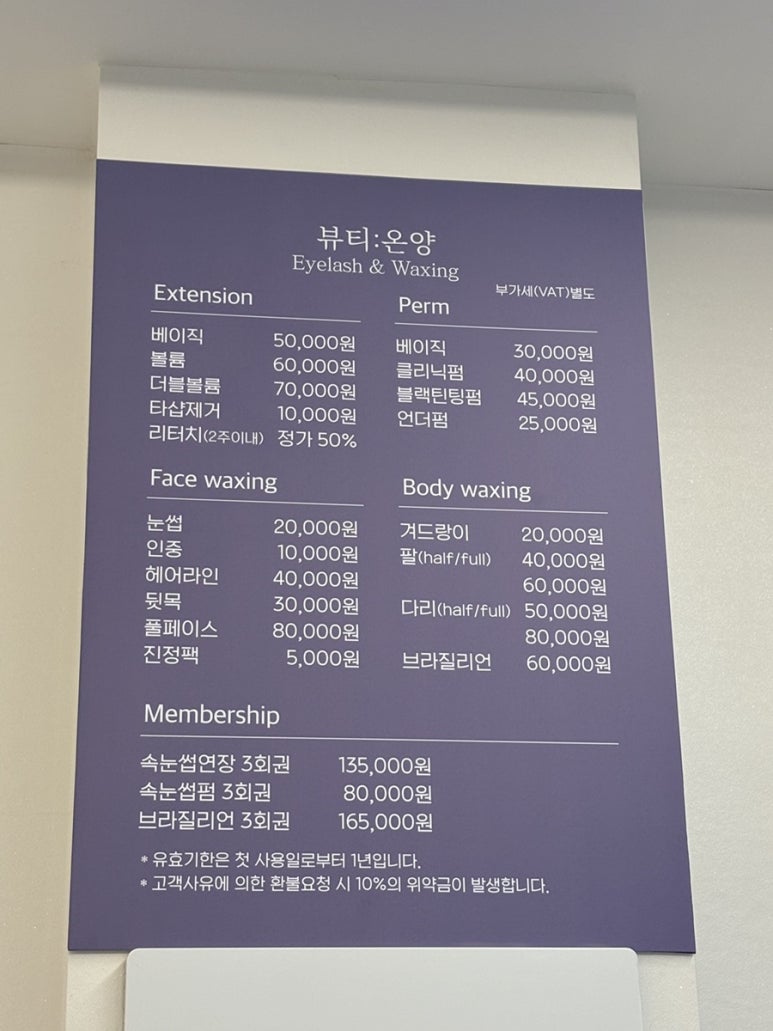 뷰티:온양
Eyelash & Waxing
부가세(VAT)별도
Extension
베이직 50,000원
볼륨 60,000원
더블볼륨 70,000원
타샵제거 10,000원
리터치(2주이내) 정가 50%
Perm
베이직 30,000원
클리닉펌 40,000원
블랙틴팅펌 45,000원
언더펌 25,000원
Face waxing
눈썹 20,000원
인중 10,000원
헤어라인 40,000원
뒷목 30,000원
풀페이스 80,000원
진정팩 5,000원
Body waxing
겨드랑이 20,000원
팔(half/full) 40,000원
60,000원
다리(half/full) 50,000원
80,000원
브라질리언 60,000원
Membership
속눈썹연장 3회권 135,000원
속눈썹펌 3회권 80,000원
브라질리언 3회권 165,000원
* 유효기한은 첫 사용일로부터 1년입니다.
* 고객사유에 의한 환불요청 시 10%의 위약금이 발생합니다.